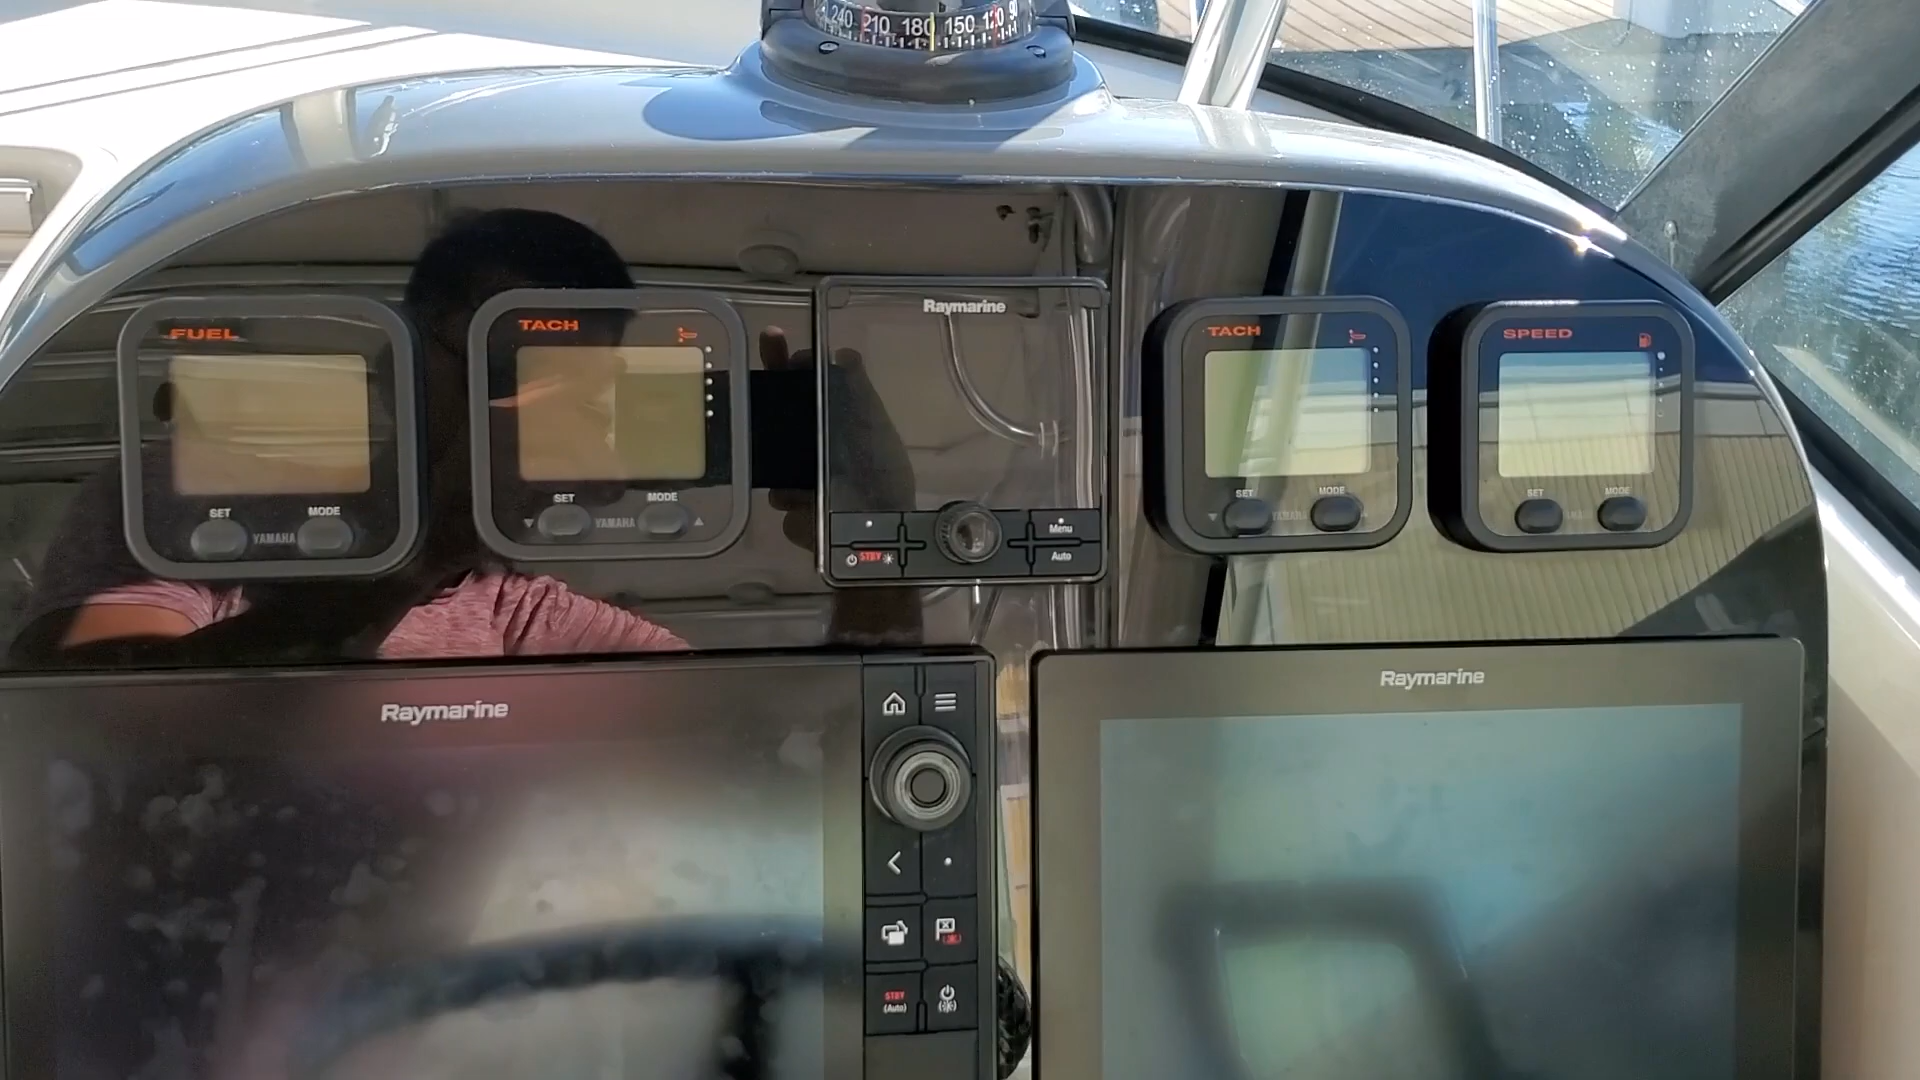 240 210 180 150 120 90
FUEL
SET
MODE
YAMAHA
TACH
SET
MODE
YAMAHA
Raymarine
Menu
STBY
Auto
TACH
SET
MODE
YAMAHA
SPEED
SET
MODE
Raymarine
STBY
(Auto)
Raymarine